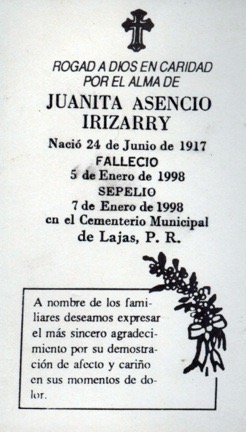 ROGAD A DIOS EN CARIDAD
POR EL ALMA DE
JUANITA ASENCIO
IRIZARRY
Nació 24 de Junio de 1917
FALLECIO
5 de Enero de 1998
SEPELIO
7 de Enero de 1998
en el Cementerio Municipal
de Lajas, P. R.
A nombre de los fami-
liares deseamos expresar
el más sincero agradeci-
miento por su demostra-
ción de afecto y cariño
en sus momentos de do-
lor.